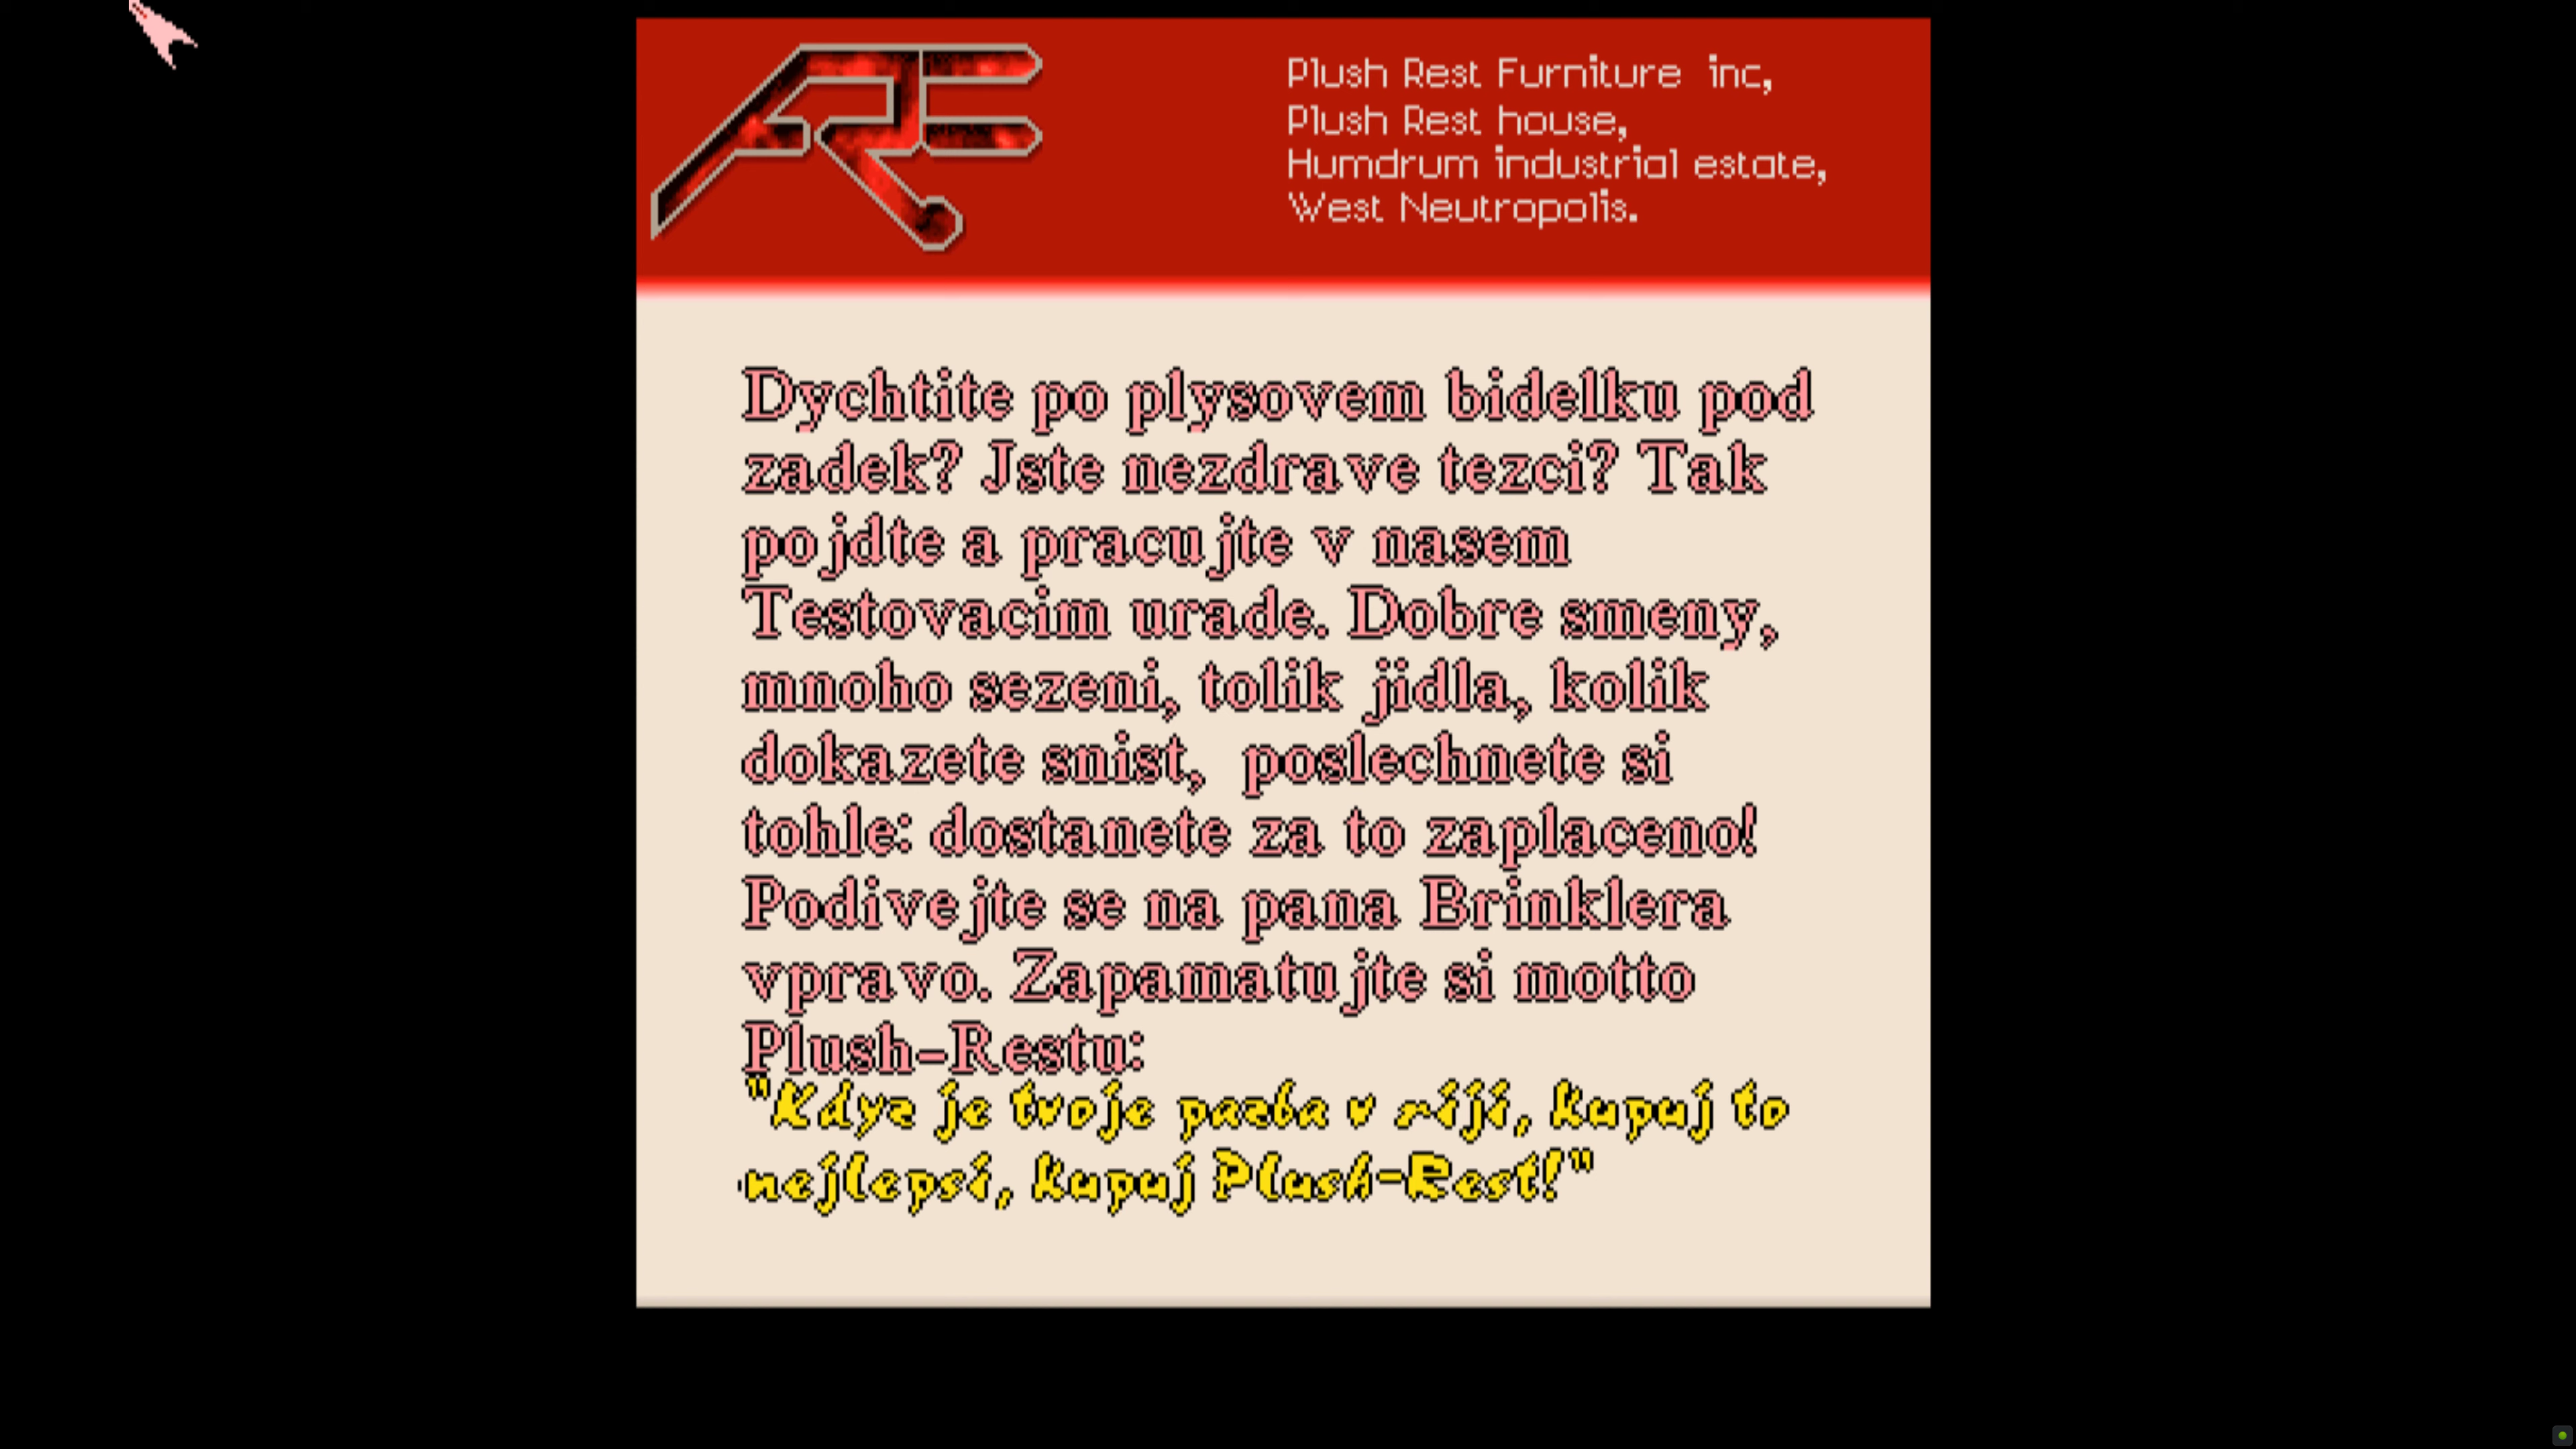 Plush Rest Furniture inc,
Plush Rest house,
Humdrum industrial estate,
West Neutropolis.
Dychtite po plysovem bidelku pod
zadek? Jste nezdrave tezci? Tak
pojdte a pracujte v nasem
Testovacim urade. Dobre smeny,
mnoho sezeni, tolik jidla, kolik
dokazete snist, poslechnete si
tohle: dostanete za to zaplaceno!
Podivejte se na pana Brinklera
vpravo. Zapamatujte si motto
Plush-Restu:
"Kdyz je tvoje pazba v riji, kupuj to
nejlepsi, kupuj Plush-Rest!"